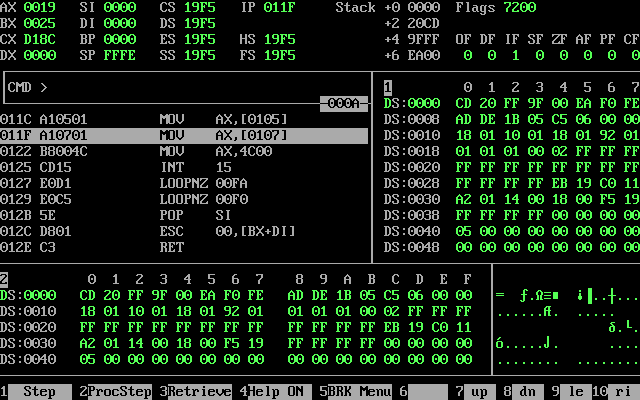 AX 0019 SI 0000 CS 19F5 IP 011F Stack +0 0000 Flags 7200
BX 0025 DI 0000 DS 19F5 +2 20CD
CX D18C BP 0000 ES 19F5 HS 19F5 +4 9FFF OF DF IF SF ZF AF PF CF
DX 0000 SP FFFE SS 19F5 FS 19F5 +6 EA00 0 0 1 0 0 0 0 0
CMD >
000A
011C A10501 MOV AX,[0105]
011F A10701 MOV AX,[0107]
0122 B8004C MOV AX,4C00
0125 CD15 INT 15
0127 E0D1 LOOPNZ 00FA
0129 E0C5 LOOPNZ 00F0
012B 5E POP SI
012C D801 ESC 00,[BX+DI]
012E C3 RET
1 0 1 2 3 4 5 6 7
DS:0000 CD 20 FF 9F 00 EA F0 FE
DS:0008 AD DE 1B 05 C5 06 00 00
DS:0010 18 01 10 01 18 01 92 01
DS:0018 01 01 01 00 02 FF FF FF
DS:0020 FF FF FF FF FF FF FF FF
DS:0028 FF FF FF FF EB 19 C0 11
DS:0030 A2 01 14 00 18 00 F5 19
DS:0038 FF FF FF FF 00 00 00 00
DS:0040 05 00 00 00 00 00 00 00
DS:0048 00 00 00 00 00 00 00 00
2 0 1 2 3 4 5 6 7 8 9 A B C D E F
DS:0000 CD 20 FF 9F 00 EA F0 FE AD DE 1B 05 C5 06 00 00
DS:0010 18 01 10 01 18 01 92 01 01 01 01 00 02 FF FF FF
DS:0020 FF FF FF FF FF FF FF FF FF FF FF FF EB 19 C0 11
DS:0030 A2 01 14 00 18 00 F5 19 FF FF FF FF 00 00 00 00
DS:0040 05 00 00 00 00 00 00 00 00 00 00 00 00 00 00 00
= ƒ.Ω≡■ ¡▐..┼...
......Æ. .....
δ.└.
ó.....J. ....
........ .....
1 Step 2ProcStep 3Retrieve 4Help ON 5BRK Menu 6 7 up 8 dn 9 le 10 ri